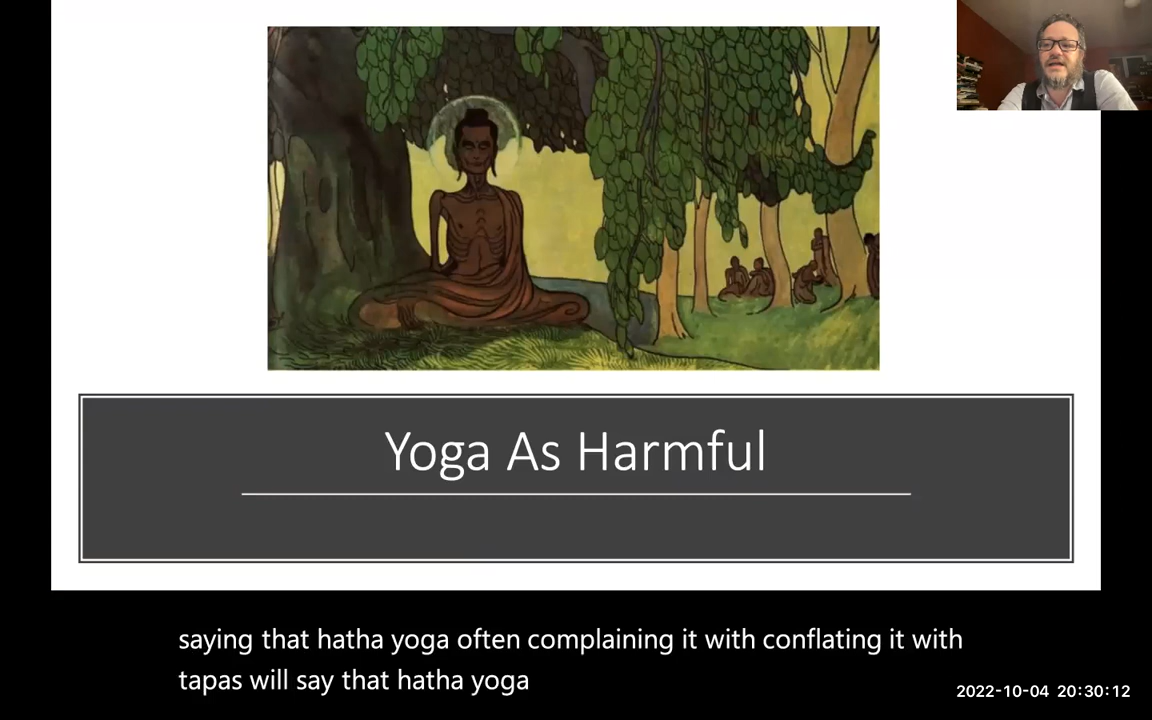 Yoga As Harmful
saying that hatha yoga often complaining it with conflating it with
tapas will say that hatha yoga
2022-10-04 20:30:12